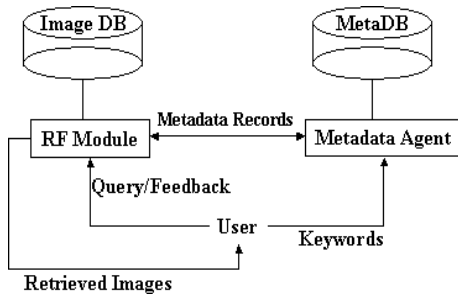 Image DB
MetaDB
Metadata Records
RF Module
Metadata Agent
Query/Feedback
User
Keywords
Retrieved Images